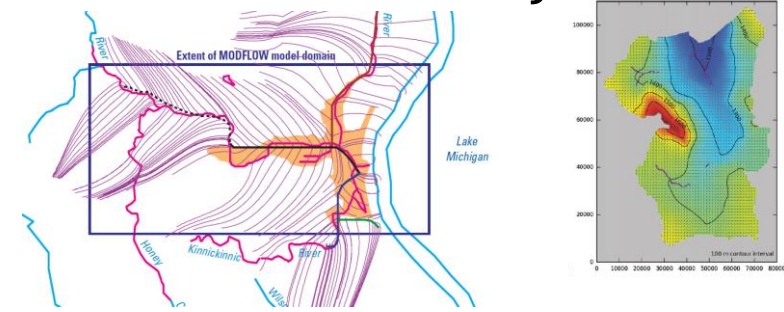 River
River
Extent of MODFLOW model domain
Lake
Michigan
Honey
Kinnickinnic
River
100000
80000
60000
40000
20000
0
0 10000 20000 30000 40000 50000 60000 70000 80000
100 m contour interval